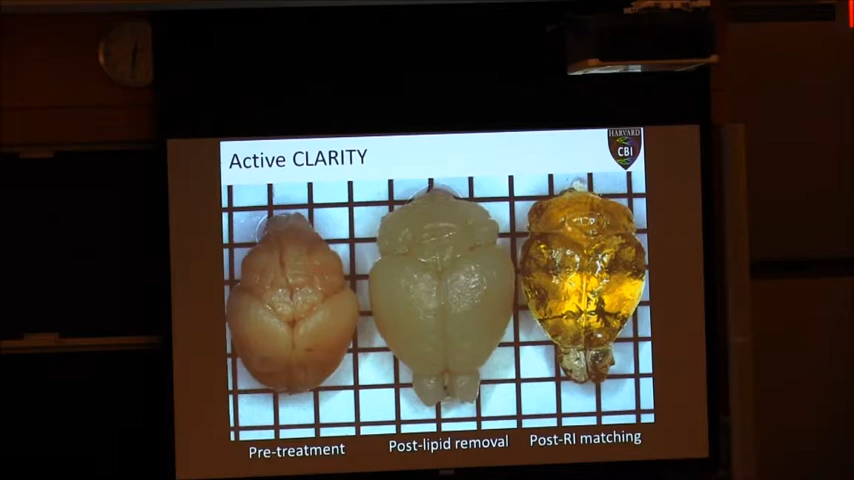 Active CLARITY
HARVARD
CBI
Pre-treatment
Post-lipid removal
Post-RI matching